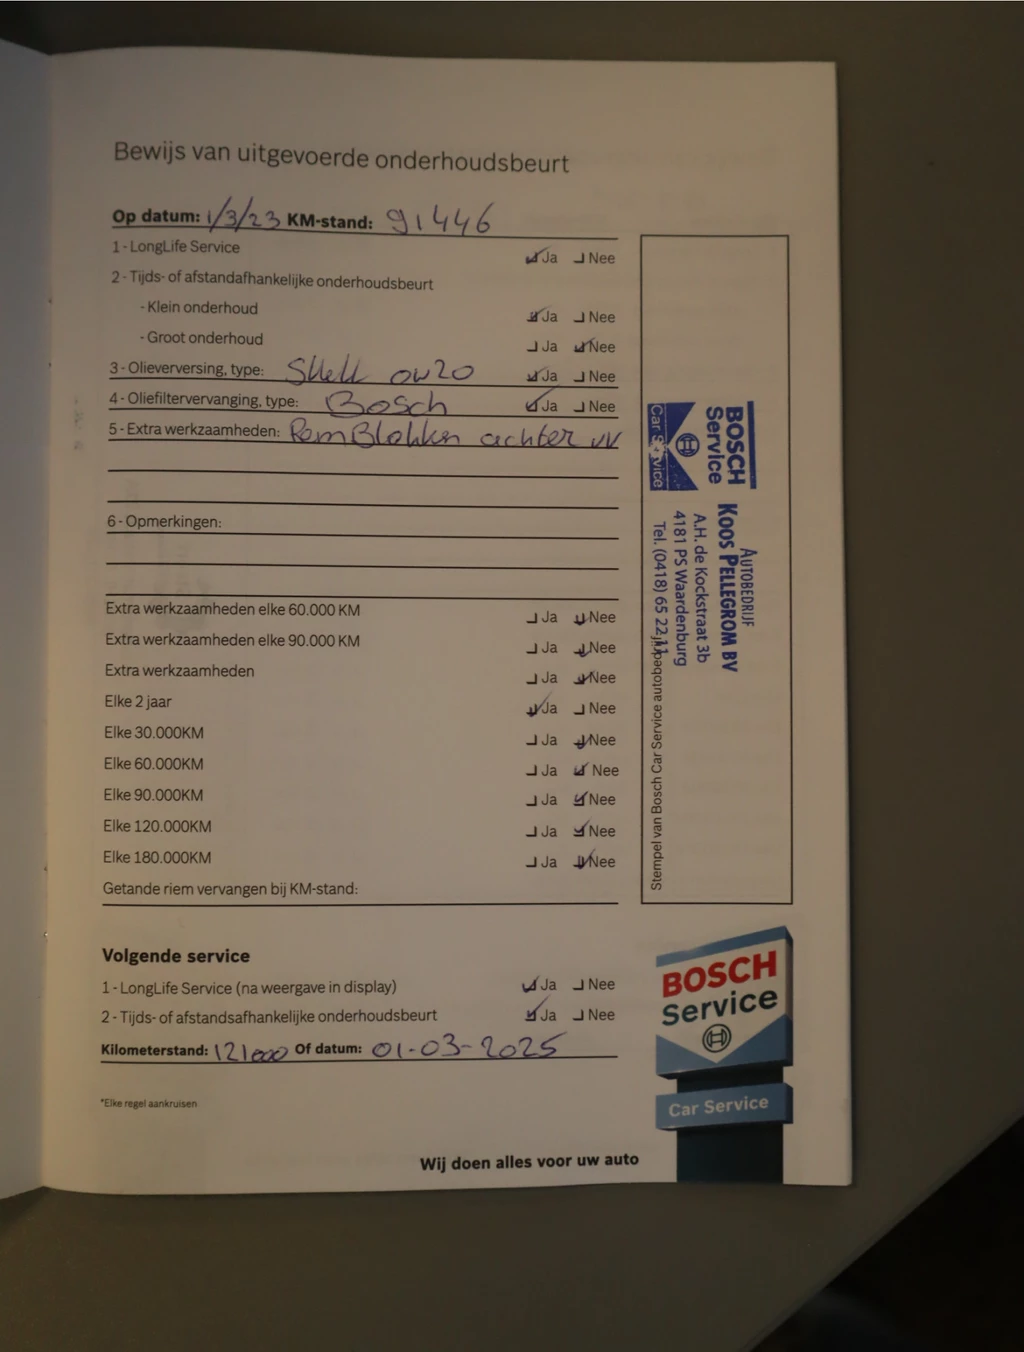 Bewijs van uitgevoerde onderhoudsbeurt
Op datum: 1/3/23 KM-stand: 91446
1 - LongLife Service Ja Nee
2 - Tijds- of afstandafhankelijke onderhoudsbeurt
- Klein onderhoud Ja Nee
- Groot onderhoud Ja Nee
3 - Olieverversing, type: Shell 0w20 Ja Nee
4 - Oliefiltervervanging, type: Bosch Ja Nee
5 - Extra werkzaamheden: RemBlokken achter vv
6 - Opmerkingen:
Extra werkzaamheden elke 60.000 KM Ja Nee
Extra werkzaamheden elke 90.000 KM Ja Nee
Extra werkzaamheden Ja Nee
Elke 2 jaar Ja Nee
Elke 30.000KM Ja Nee
Elke 60.000KM Ja Nee
Elke 90.000KM Ja Nee
Elke 120.000KM Ja Nee
Elke 180.000KM Ja Nee
Getande riem vervangen bij KM-stand:
BOSCH
Service
Car Service
AUTOBEDRIJF
KOOS PELLEGROM BV
A.H. de Kockstraat 3b
4181 PS Waardenburg
Tel. (0418) 65 22 11
Stempel van Bosch Car Service autobedrijf
Volgende service
1 - LongLife Service (na weergave in display) Ja Nee
2 - Tijds- of afstandsafhankelijke onderhoudsbeurt Ja Nee
Kilometerstand: 121000 Of datum: 01-03-2025
*Elke regel aankruisen
BOSCH
Service
Car Service
Wij doen alles voor uw auto